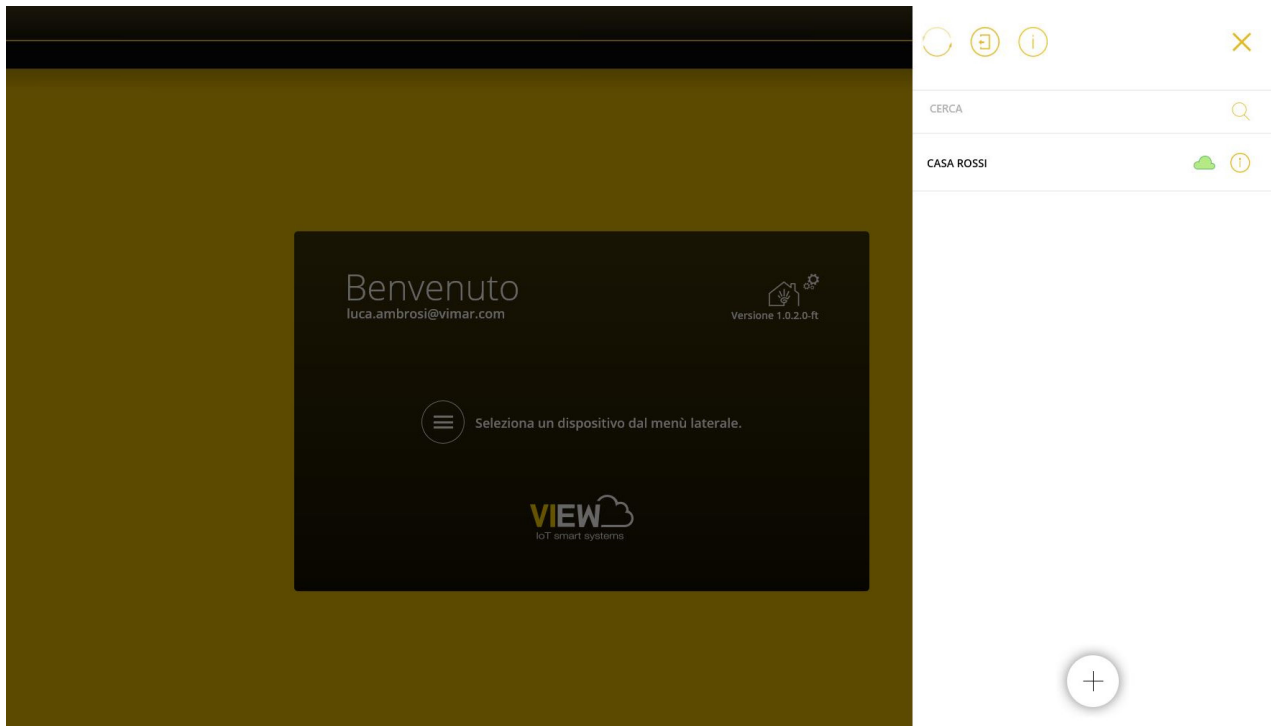 CERCA
CASA ROSSI
Benvenuto
luca.ambrosi@vimar.com
Versione 1.0.2.0-ft
Seleziona un dispositivo dal menù laterale.
VIEW
IoT smart systems